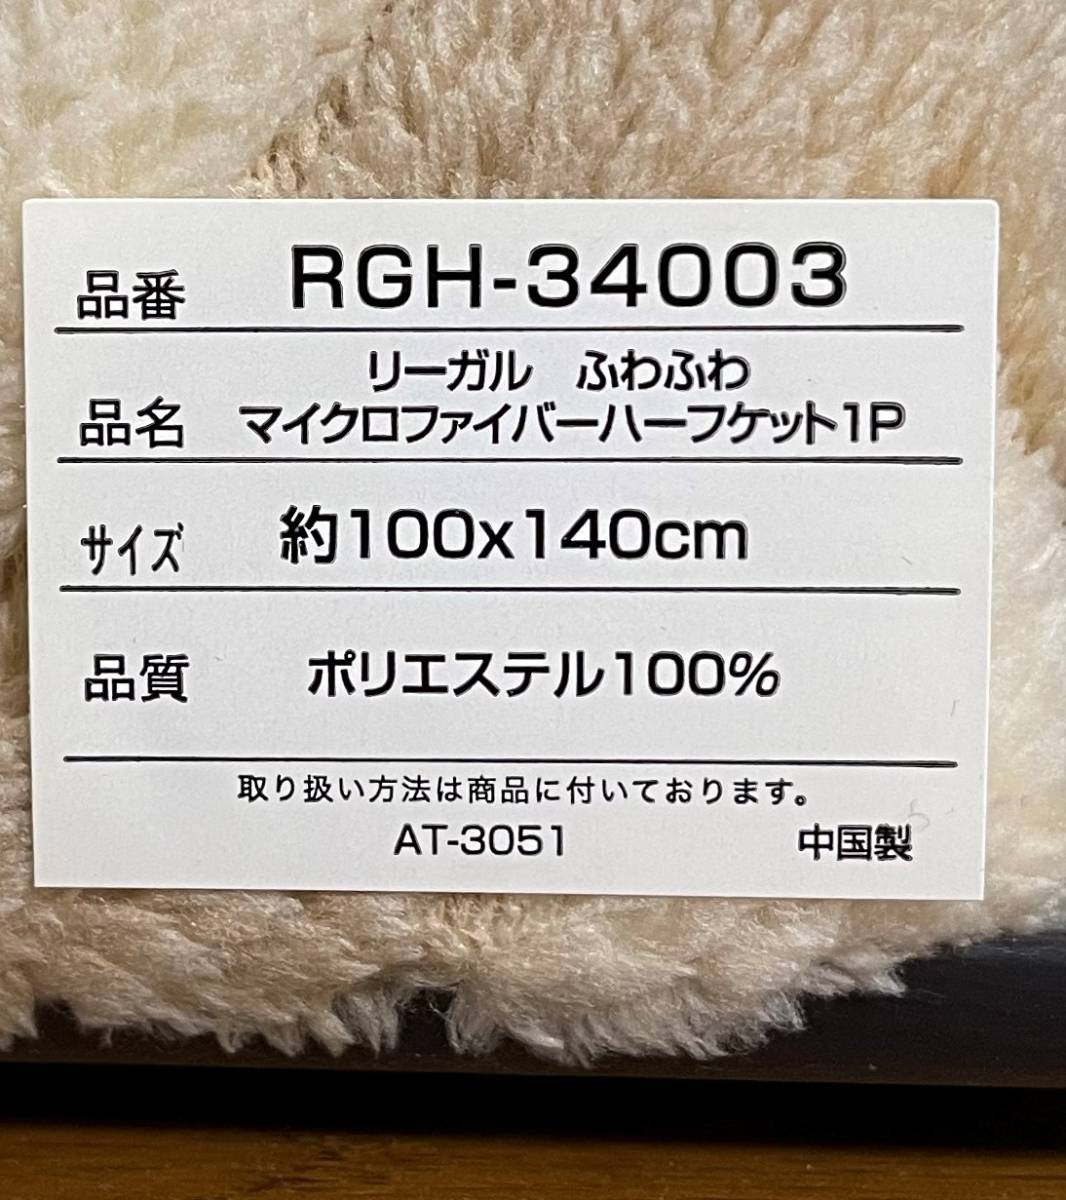 品番 RGH-34003
リーガル ふわふわ
品名 マイクロファイバーハーフケット1P
サイズ 約100x140cm
品質 ポリエステル100%
取り扱い方法は商品に付いております。
AT-3051 中国製